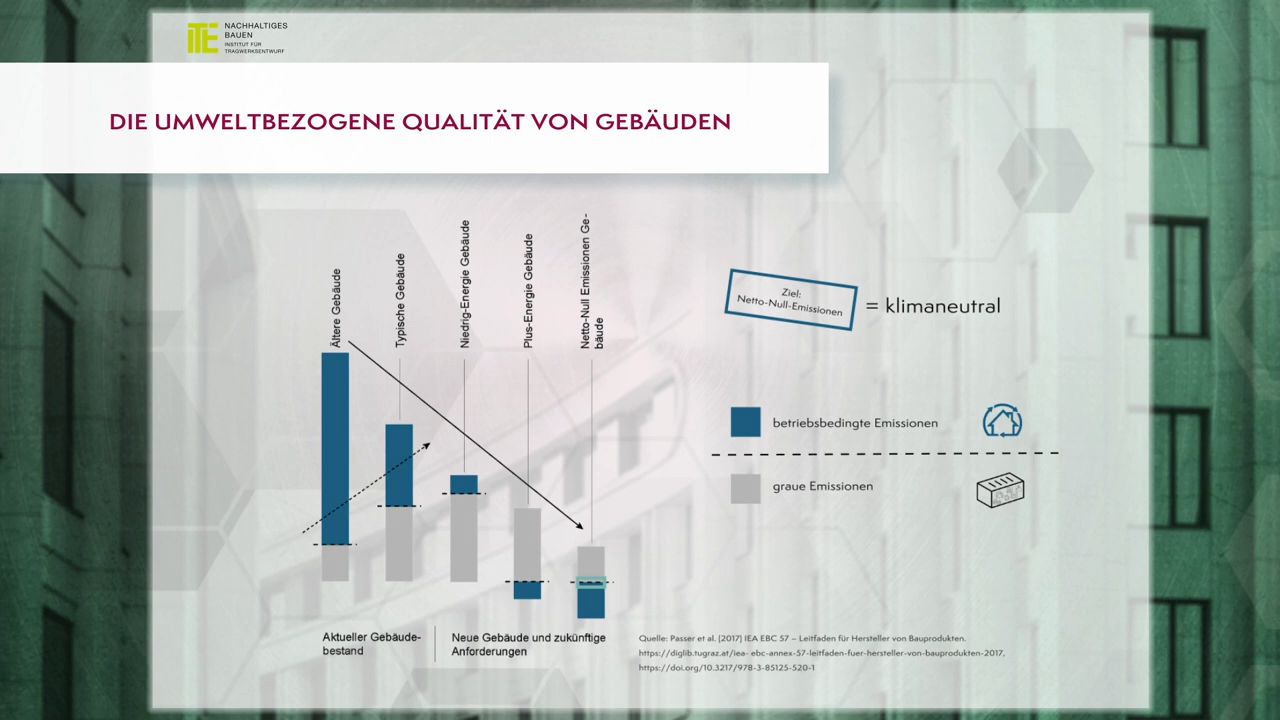 NACHHALTIGES
BAUEN
INSTITUT FÜR
TRAGWERKSENTWURF
DIE UMWELTBEZOGENE QUALITÄT VON GEBÄUDEN
Ältere Gebäude
Typische Gebäude
Niedrig-Energie Gebäude
Plus-Energie Gebäude
Netto-Null Emissionen Ge-
bäude
Ziel:
Netto-Null-Emissionen
= klimaneutral
betriebsbedingte Emissionen
graue Emissionen
Aktueller Gebäude-
bestand
Neue Gebäude und zukünftige
Anforderungen
Quelle: Passer et al. [2017] IEA EBC 57 – Leitfaden für Hersteller von Bauprodukten.
https://diglib.tugraz.at/iea- ebc-annex-57-leitfaden-fuer-hersteller-von-bauprodukten-2017,
https://doi.org/10.3217/978-3-85125-520-1